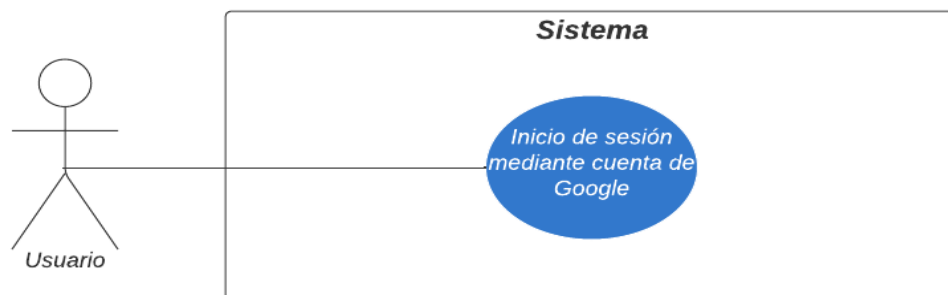 Sistema
Inicio de sesión
mediante cuenta de
Google
Usuario